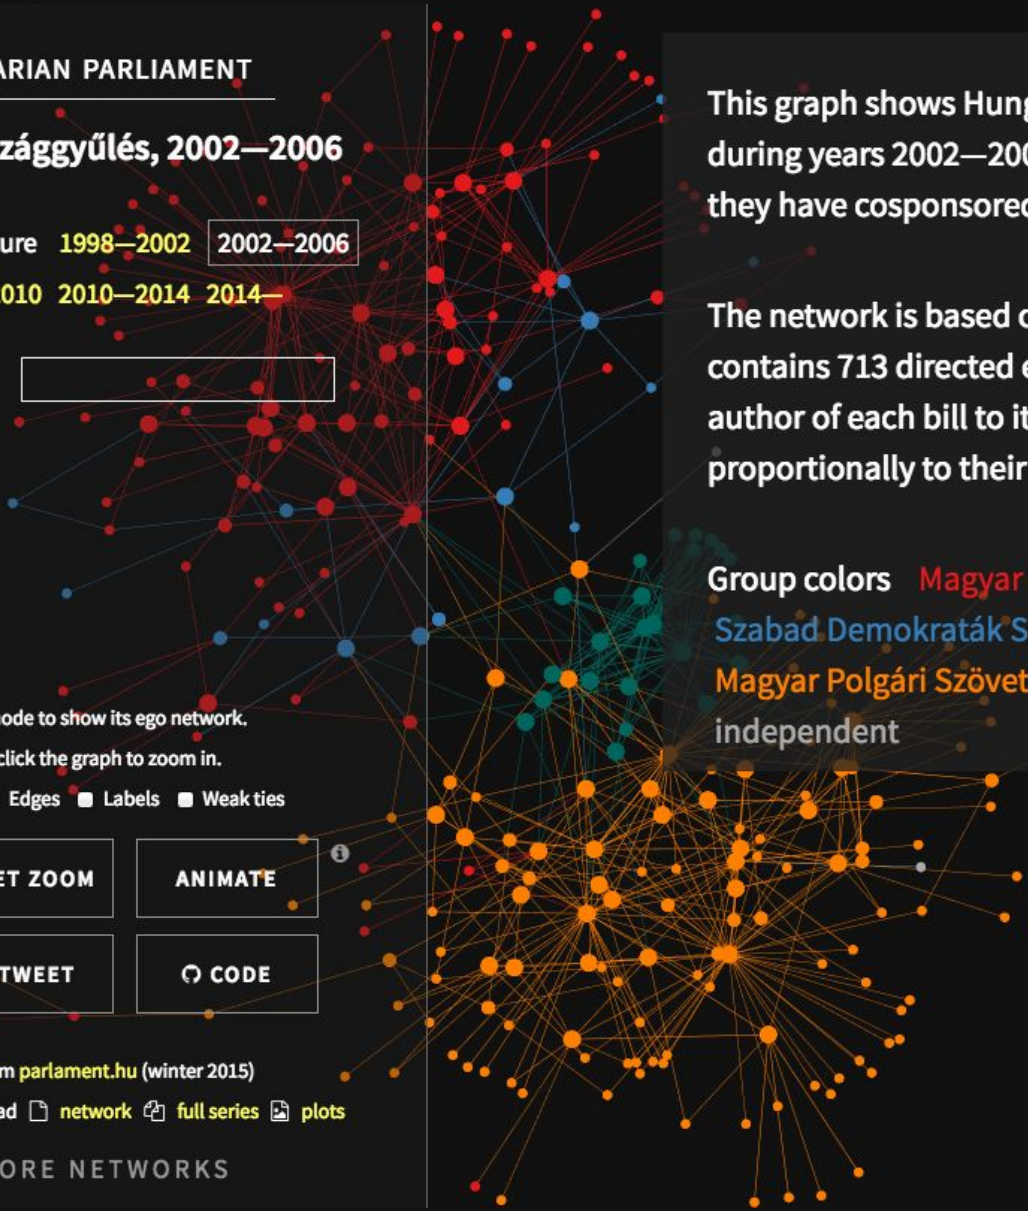 ARIAN PARLIAMENT
zággyűlés, 2002—2006
ure 1998—2002 2002—2006
010 2010—2014 2014—
ode to show its ego network.
click the graph to zoom in.
Edges Labels Weak ties
ET ZOOM ANIMATE
TWEET CODE
m parlament.hu (winter 2015)
ad network full series plots
ORE NETWORKS
This graph shows Hung
during years 2002—200
they have cosponsored
The network is based o
contains 713 directed e
author of each bill to it
proportionally to their
Group colors Magyar
Szabad Demokraták S
Magyar Polgári Szövet
independent